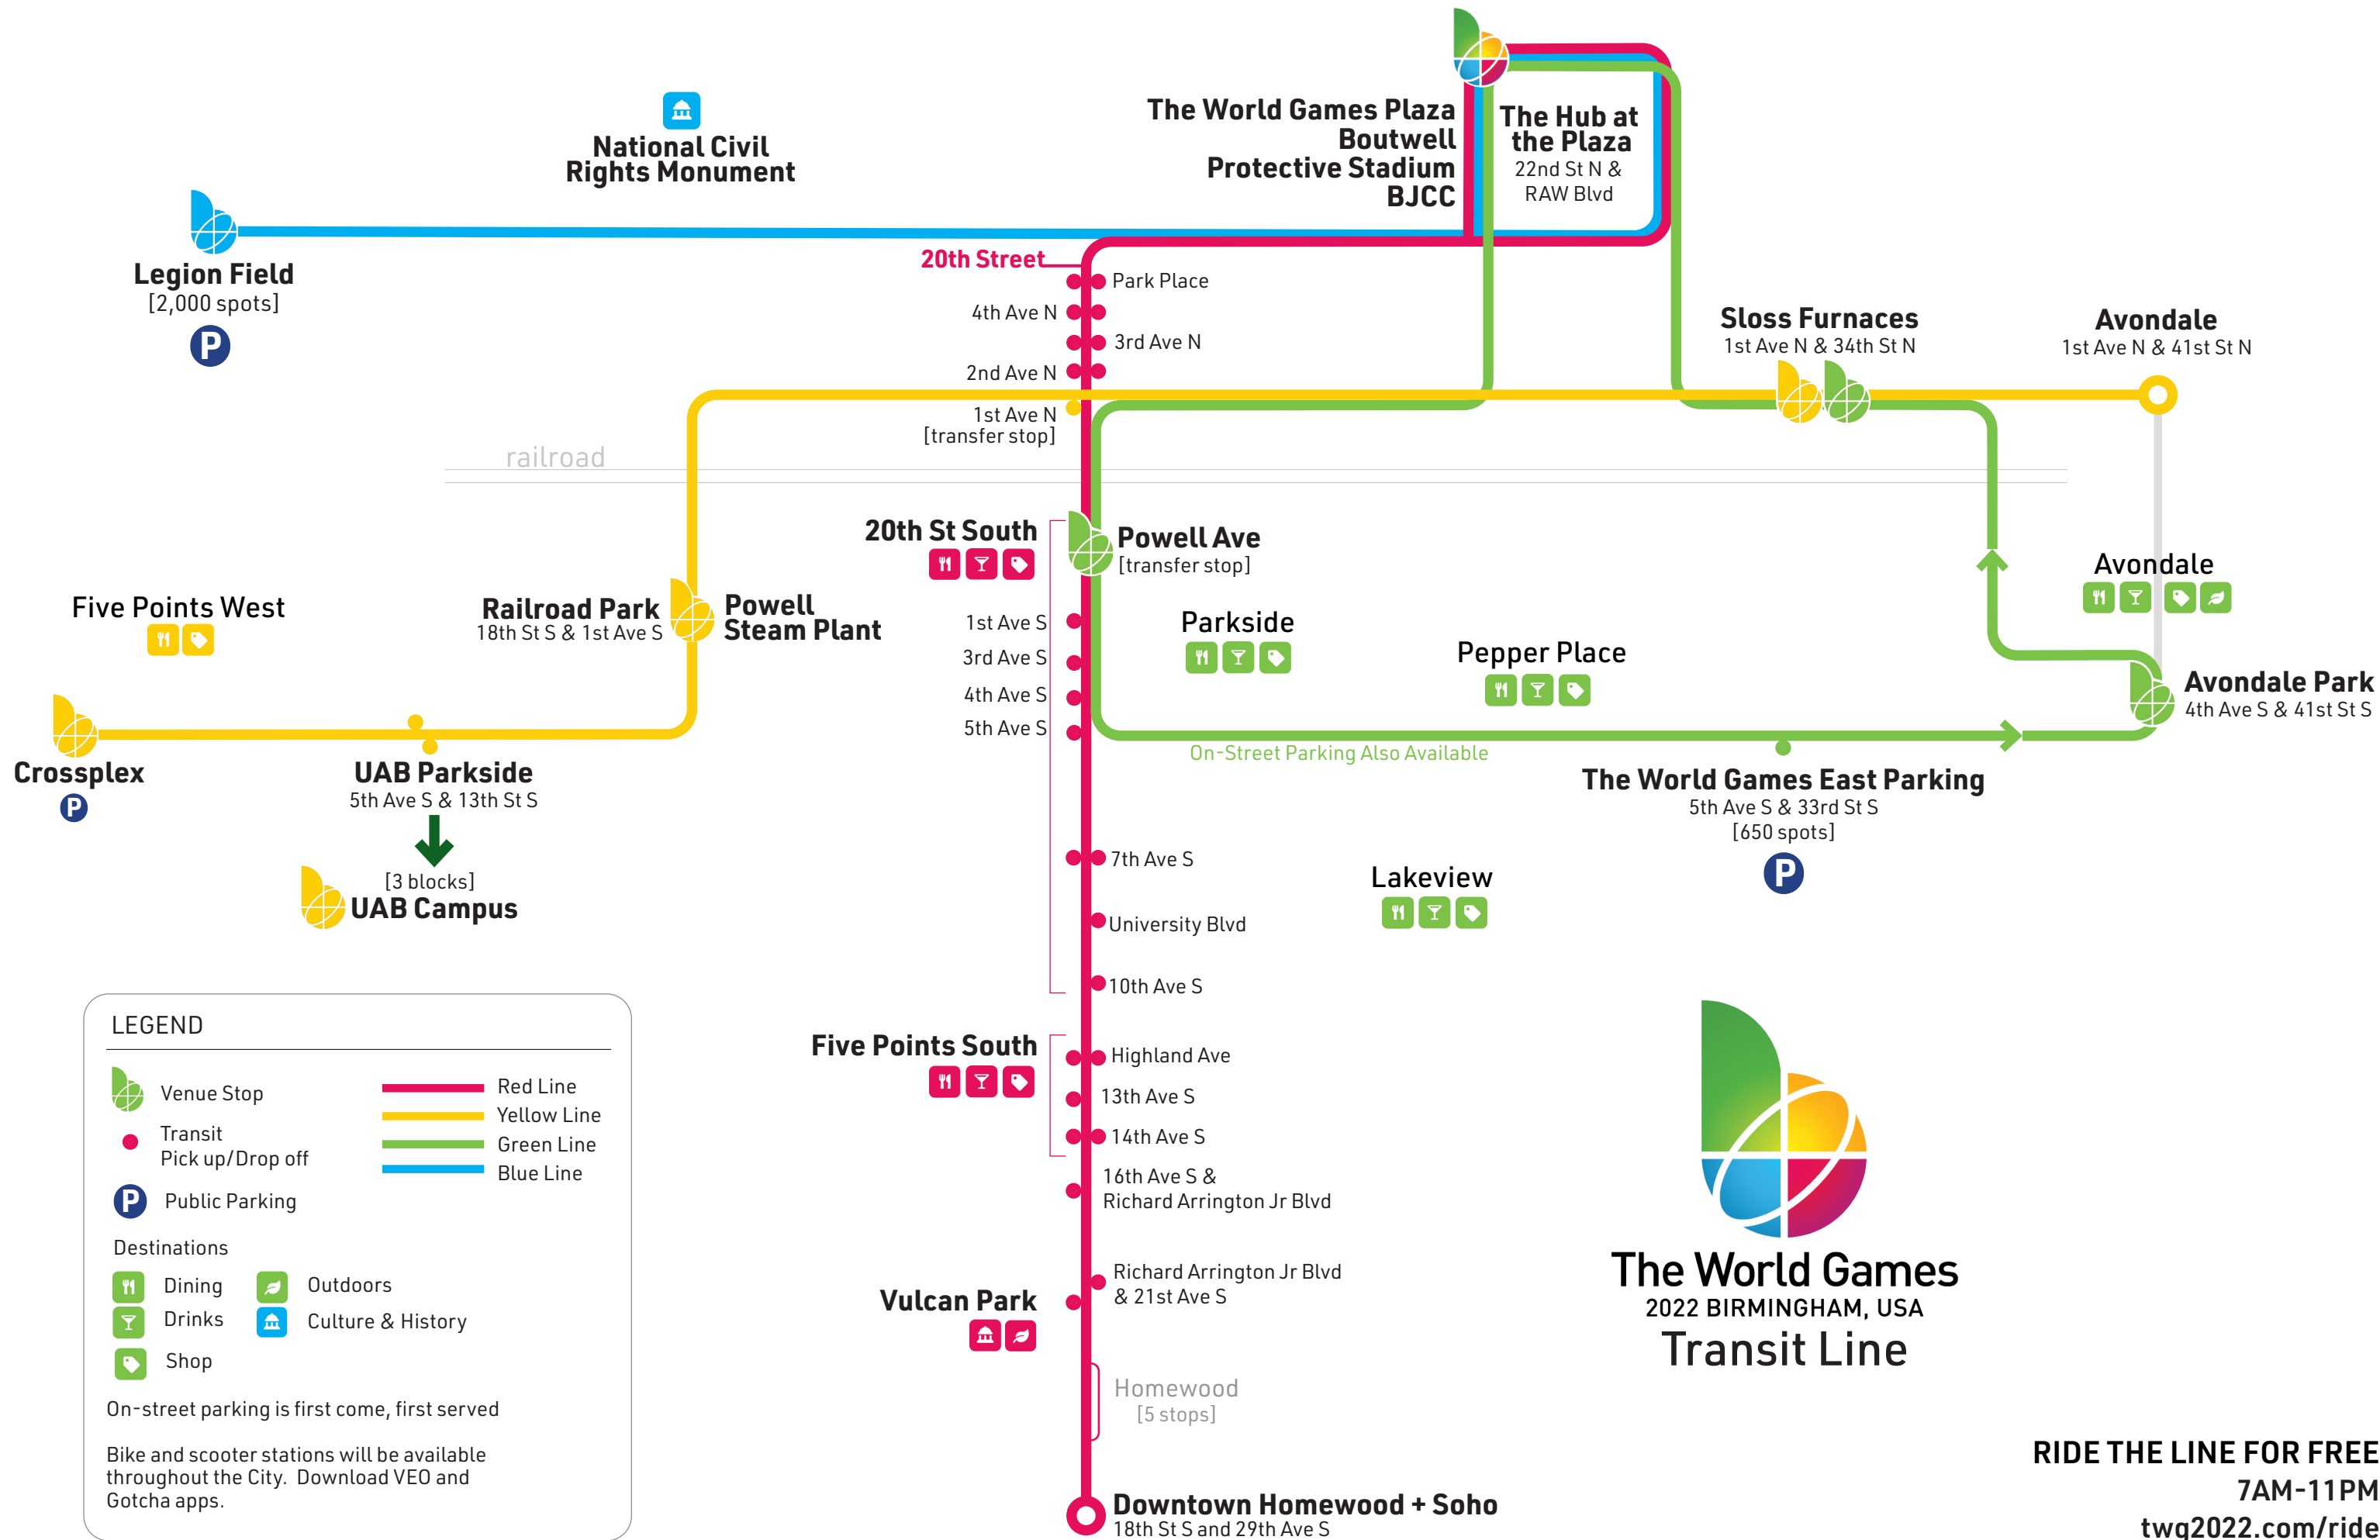 The World Games Plaza
Boutwell
Protective Stadium
BJCC
The Hub at
the Plaza
22nd St N &
RAW Blvd
National Civil
Rights Monument
Legion Field
[2,000 spots]
P
20th Street
Park Place
4th Ave N
3rd Ave N
2nd Ave N
1st Ave N
[transfer stop]
Sloss Furnaces
1st Ave N & 34th St N
Avondale
1st Ave N & 41st St N
railroad
20th St South
Powell Ave
[transfer stop]
Five Points West
Railroad Park
18th St S & 1st Ave S
Powell
Steam Plant
1st Ave S
3rd Ave S
4th Ave S
5th Ave S
Parkside
Pepper Place
Avondale
Avondale Park
4th Ave S & 41st St S
On-Street Parking Also Available
Crossplex
P
UAB Parkside
5th Ave S & 13th St S
[3 blocks]
UAB Campus
The World Games East Parking
5th Ave S & 33rd St S
[650 spots]
P
7th Ave S
Lakeview
University Blvd
10th Ave S
Five Points South
Highland Ave
13th Ave S
14th Ave S
16th Ave S &
Richard Arrington Jr Blvd
Richard Arrington Jr Blvd
& 21st Ave S
Vulcan Park
Homewood
[5 stops]
Downtown Homewood + Soho
18th St S and 29th Ave S
LEGEND
Venue Stop
Transit
Pick up/Drop off
P
Public Parking
Red Line
Yellow Line
Green Line
Blue Line
Destinations
Dining
Outdoors
Drinks
Culture & History
Shop
On-street parking is first come, first served
Bike and scooter stations will be available
throughout the City. Download VEO and
Gotcha apps.
The World Games
2022 BIRMINGHAM, USA
Transit Line
RIDE THE LINE FOR FREE
7AM-11PM
twg2022.com/ride